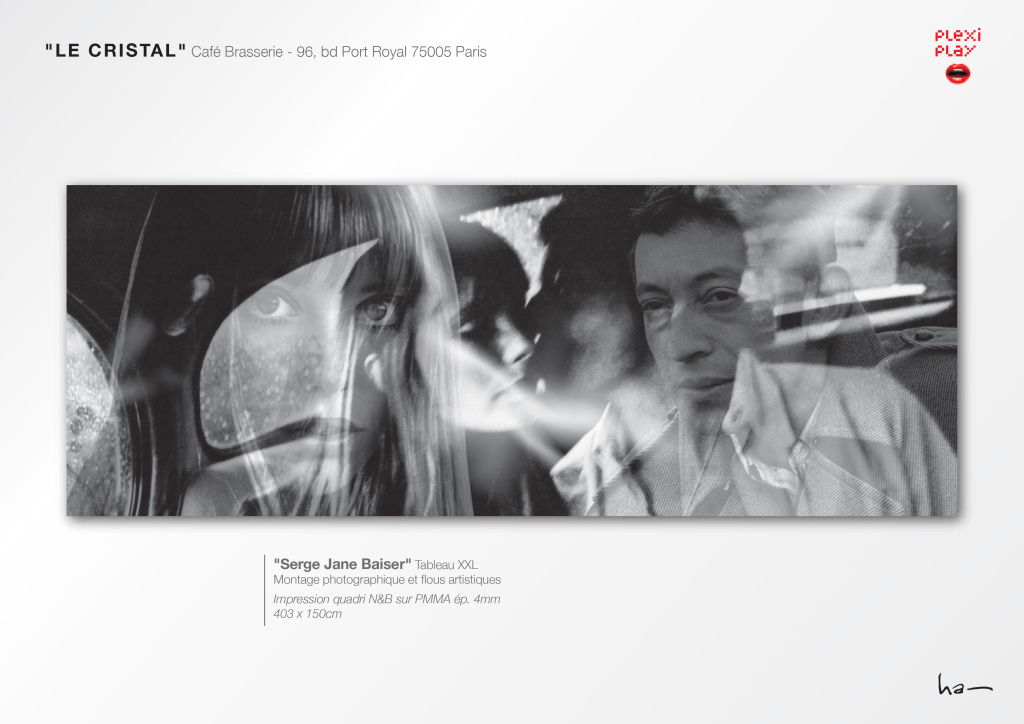 "LE CRISTAL" Café Brasserie - 96, bd Port Royal 75005 Paris
PLEXI
PLAY
"Serge Jane Baiser" Tableau XXL
Montage photographique et flous artistiques
Impression quadri N&B sur PMMA ép. 4mm
403 x 150cm
ha